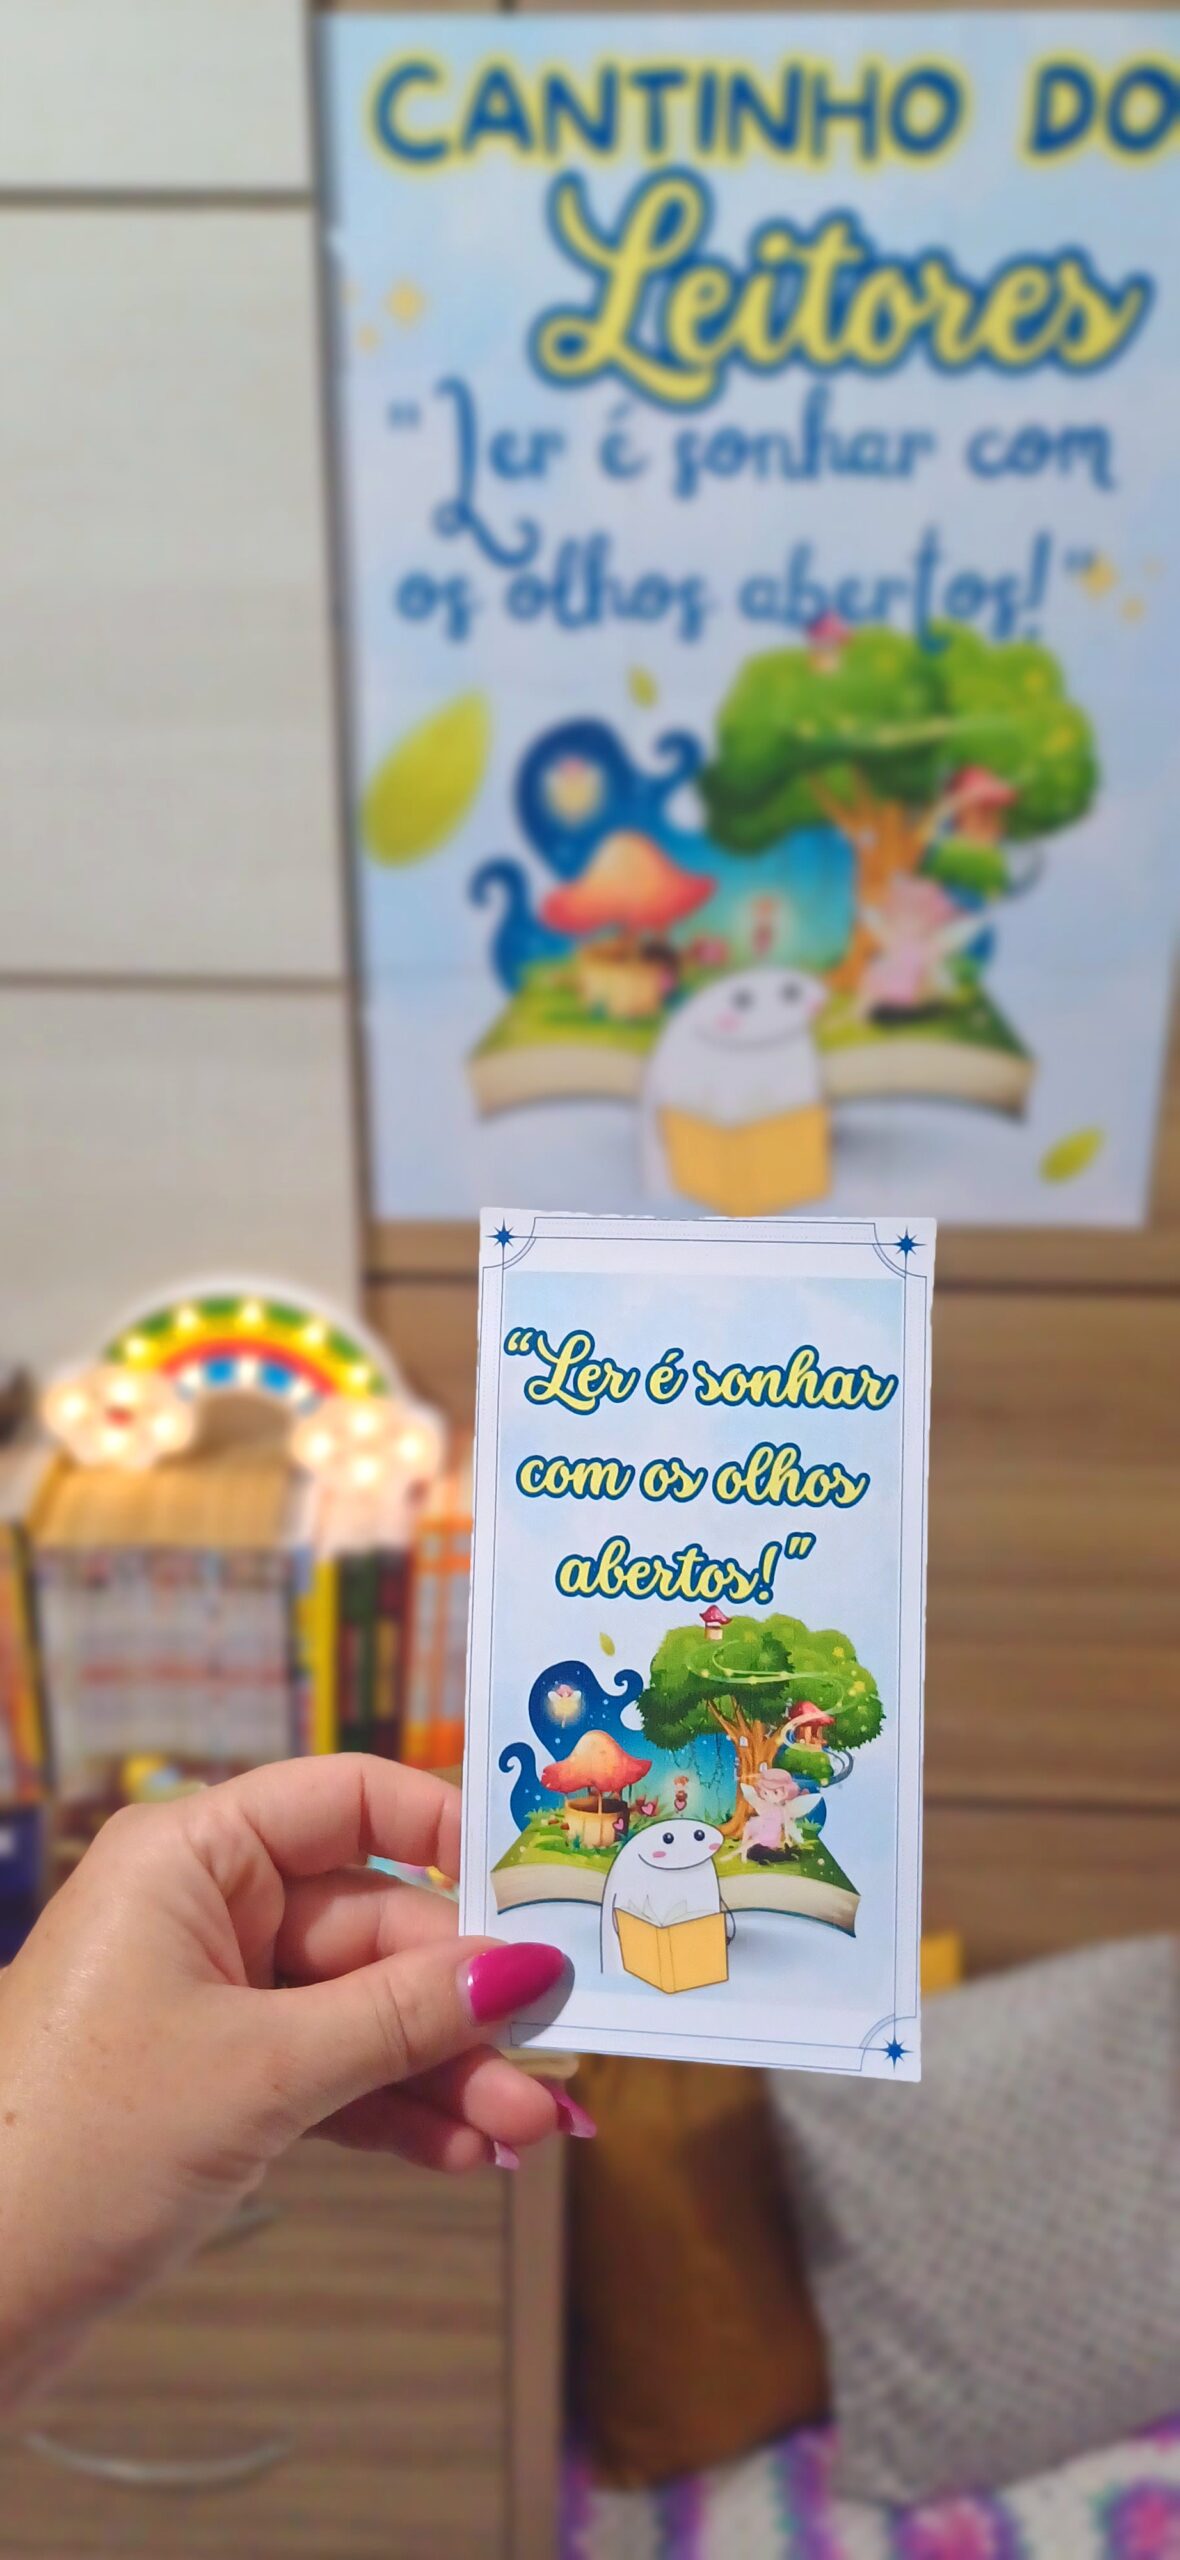 CANTINHO DO
Leitores
"Ler é sonhar com
os olhos abertos!"
“Ler é sonhar
com os olhos
abertos!”